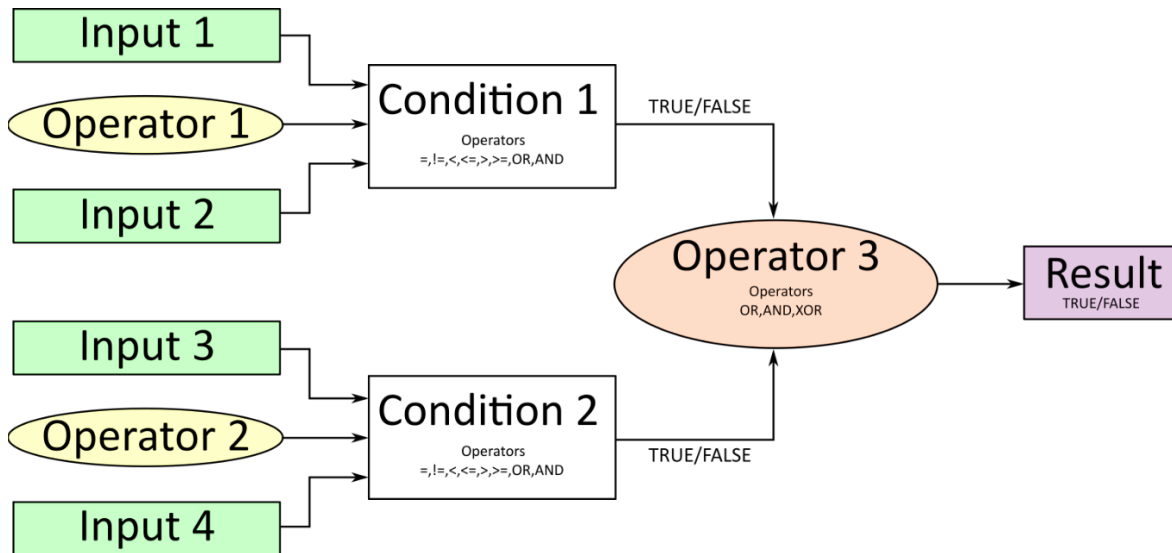 Input 1
Operator 1
Input 2
Condition 1
Operators
=,!=,<,<=,>,>=,OR,AND
TRUE/FALSE
Operator 3
Operators
OR,AND,XOR
Result
TRUE/FALSE
Input 3
Operator 2
Input 4
Condition 2
Operators
=,!=,<,<=,>,>=,OR,AND
TRUE/FALSE